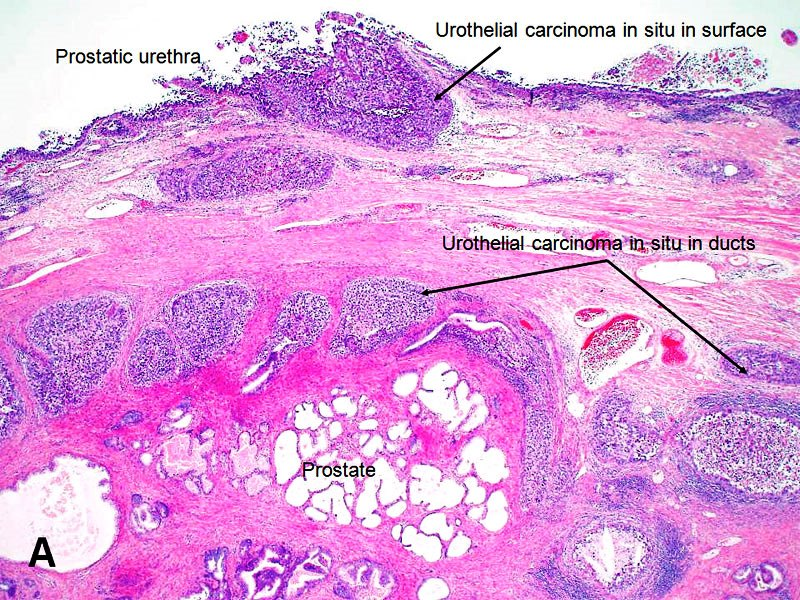 Urothelial carcinoma in situ in surface
Prostatic urethra
Urothelial carcinoma in situ in ducts
Prostate
A